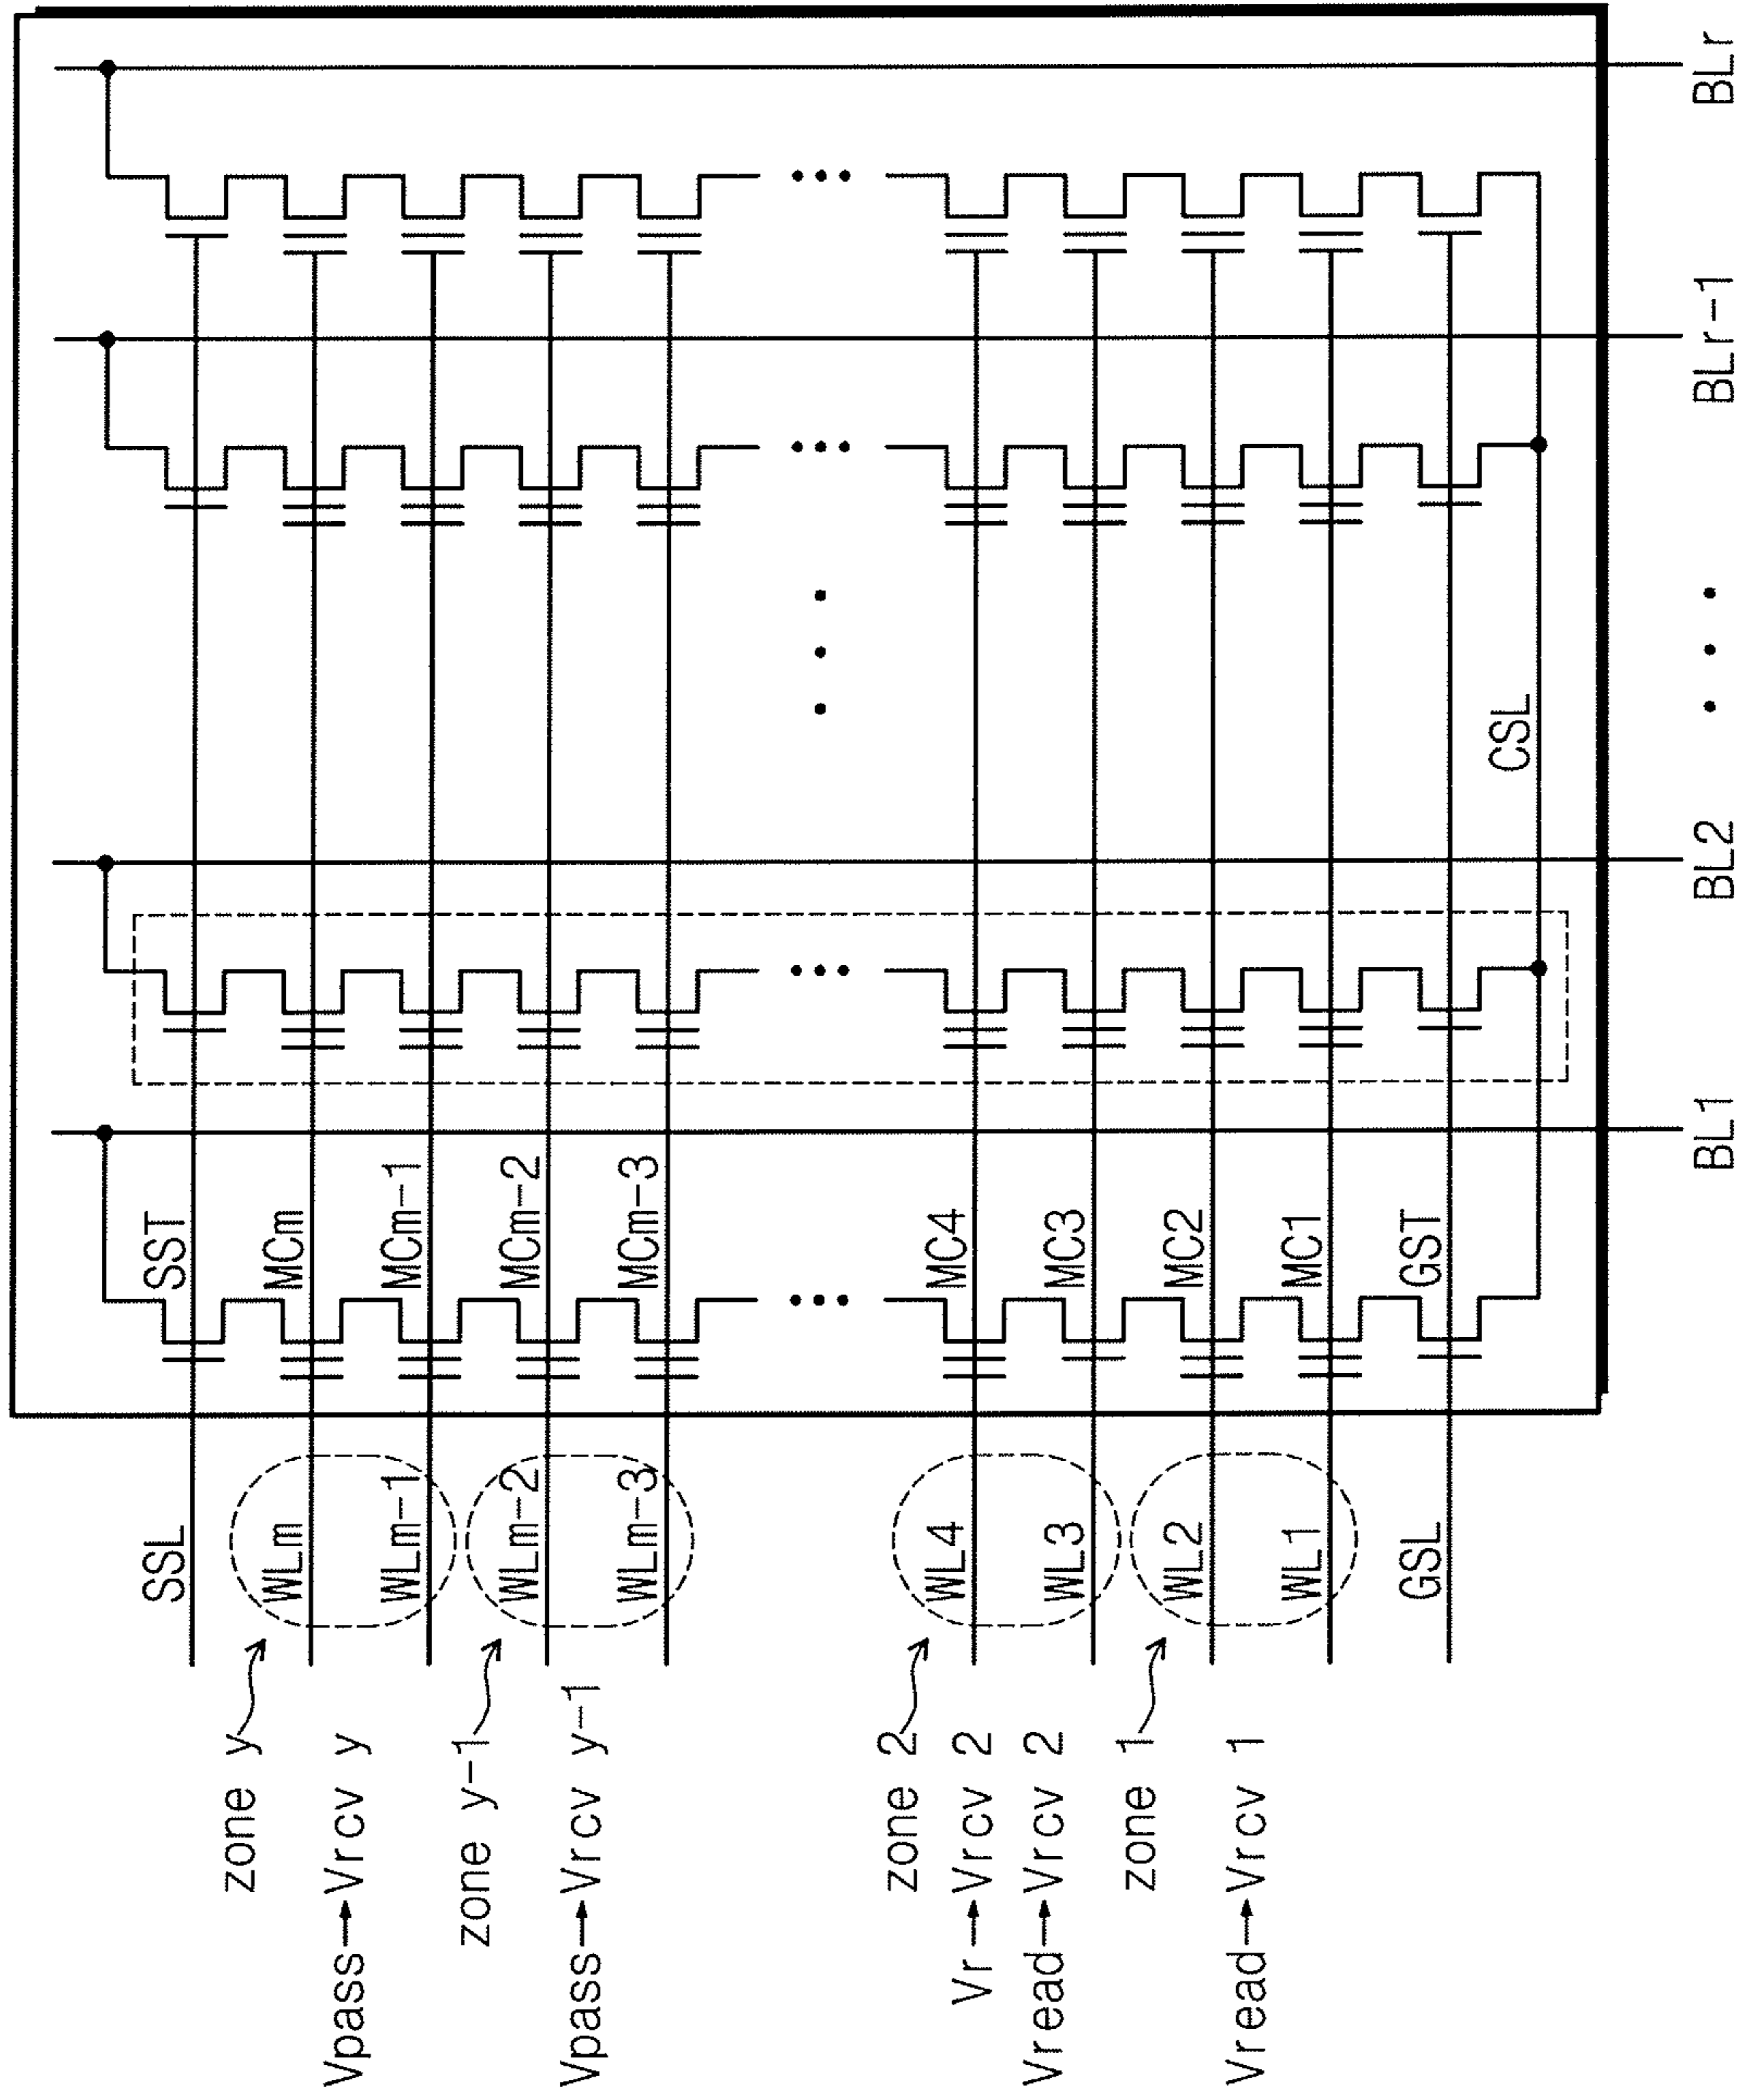 SSL
SST
zone y
WLm
MCm
Vpass→Vrcv y
WLm-1
MCm-1
zone y-1
WLm-2
MCm-2
Vpass→Vrcv y-1
WLm-3
MCm-3
zone 2
WL4
MC4
Vr→Vrcv 2
Vread→Vrcv 2
WL3
MC3
zone 1
WL2
MC2
Vread→Vrcv 1
WL1
MC1
GSL
GST
CSL
BL1
BL2
BLr-1
BLr